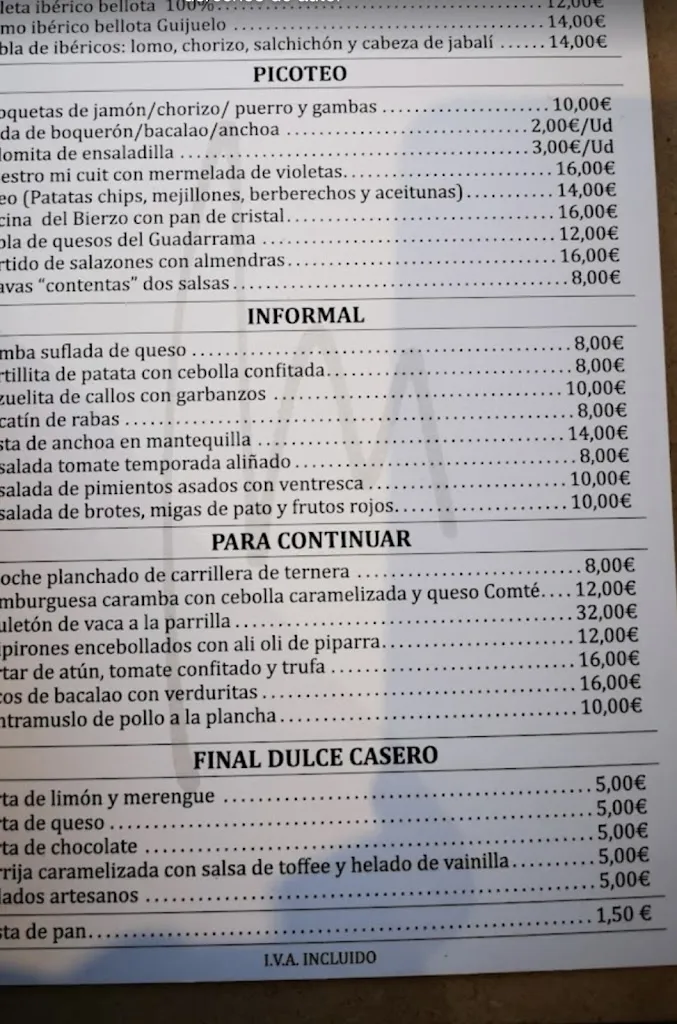 leta ibérico bellota 100% 12,00€
mo ibérico bellota Guijuelo 14,00€
bla de ibéricos: lomo, chorizo, salchichón y cabeza de jabalí ...... 14,00€
PICOTEO
oquetas de jamón/chorizo/ puerro y gambas 10,00€
da de boquerón/bacalao/anchoa 2,00€/Ud
lomita de ensaladilla 3,00€/Ud
estro mi cuit con mermelada de violetas 16,00€
eo (Patatas chips, mejillones, berberechos y aceitunas) 14,00€
cina del Bierzo con pan de cristal 16,00€
bla de quesos del Guadarrama 12,00€
rtido de salazones con almendras 16,00€
avas "contentas" dos salsas 8,00€
INFORMAL
mba suflada de queso 8,00€
rtillita de patata con cebolla confitada 8,00€
zuelita de callos con garbanzos 10,00€
catín de rabas 8,00€
sta de anchoa en mantequilla 14,00€
salada tomate temporada aliñado 8,00€
salada de pimientos asados con ventresca 10,00€
salada de brotes, migas de pato y frutos rojos 10,00€
PARA CONTINUAR
oche planchado de carrillera de ternera 8,00€
mburguesa caramba con cebolla caramelizada y queso Comté.... 12,00€
uletón de vaca a la parrilla 32,00€
ipirones encebollados con ali oli de piparra 12,00€
rtar de atún, tomate confitado y trufa 16,00€
cos de bacalao con verduritas 16,00€
ntramuslo de pollo a la plancha 10,00€
FINAL DULCE CASERO
rta de limón y merengue 5,00€
rta de queso 5,00€
rta de chocolate 5,00€
rrija caramelizada con salsa de toffee y helado de vainilla 5,00€
lados artesanos 5,00€
sta de pan 1,50 €
I.V.A. INCLUIDO